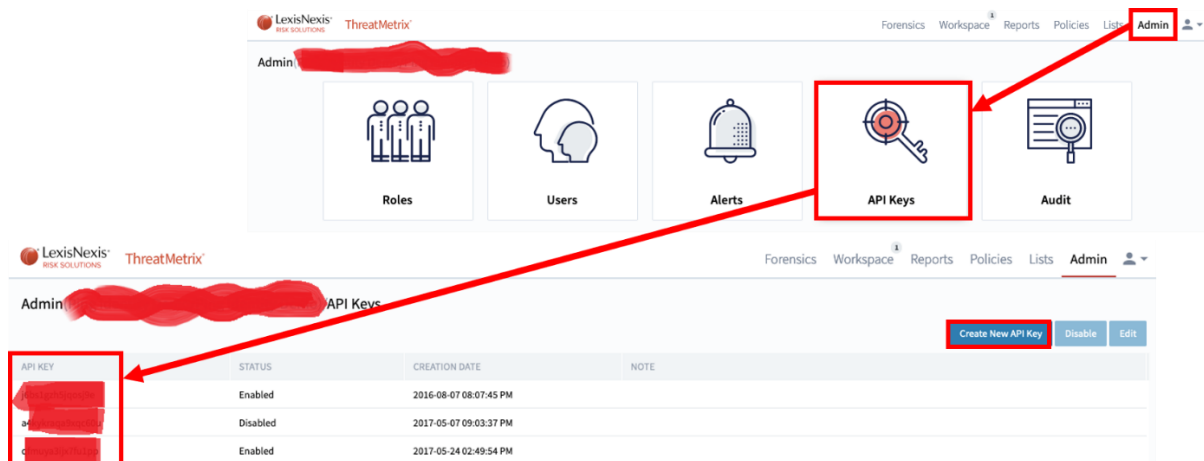 LexisNexis®
RISK SOLUTIONS
ThreatMetrix®
Forensics Workspace 1 Reports Policies Lists Admin
Admin
Roles Users Alerts API Keys Audit
LexisNexis®
RISK SOLUTIONS
ThreatMetrix®
Forensics Workspace 1 Reports Policies Lists Admin
Admin API Keys
Create New API Key Disable Edit
API KEY STATUS CREATION DATE NOTE
Enabled 2016-08-07 08:07:45 PM
Disabled 2017-05-07 09:03:37 PM
Enabled 2017-05-24 02:49:54 PM